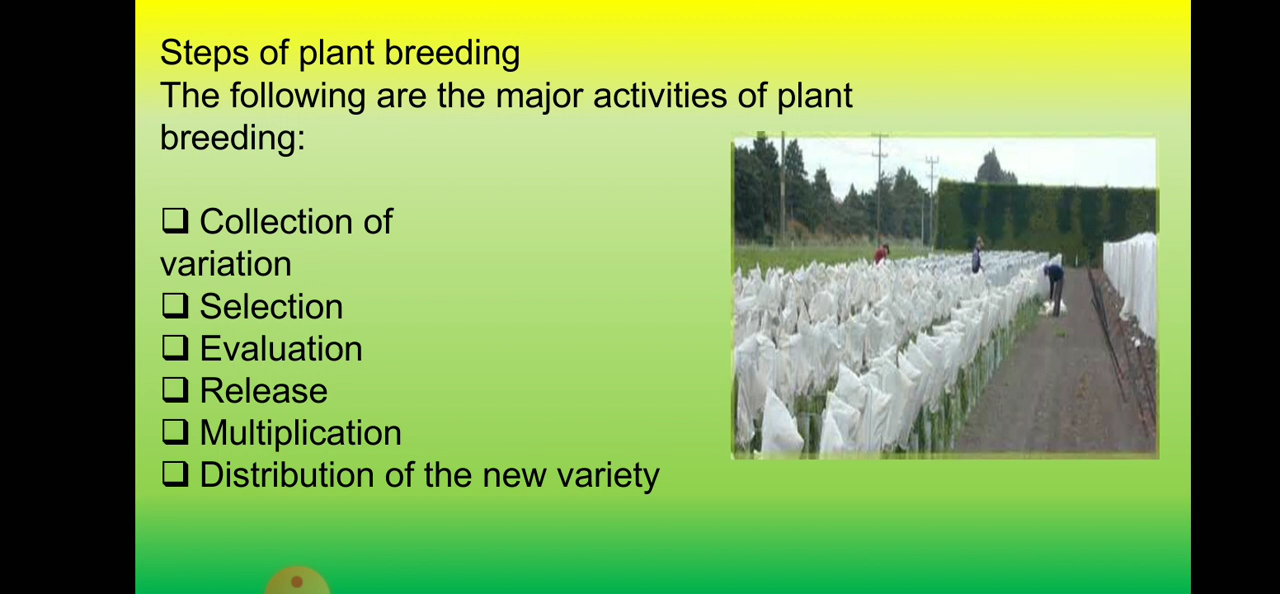 Steps of plant breeding
The following are the major activities of plant
breeding:
❑ Collection of
variation
❑ Selection
❑ Evaluation
❑ Release
❑ Multiplication
❑ Distribution of the new variety